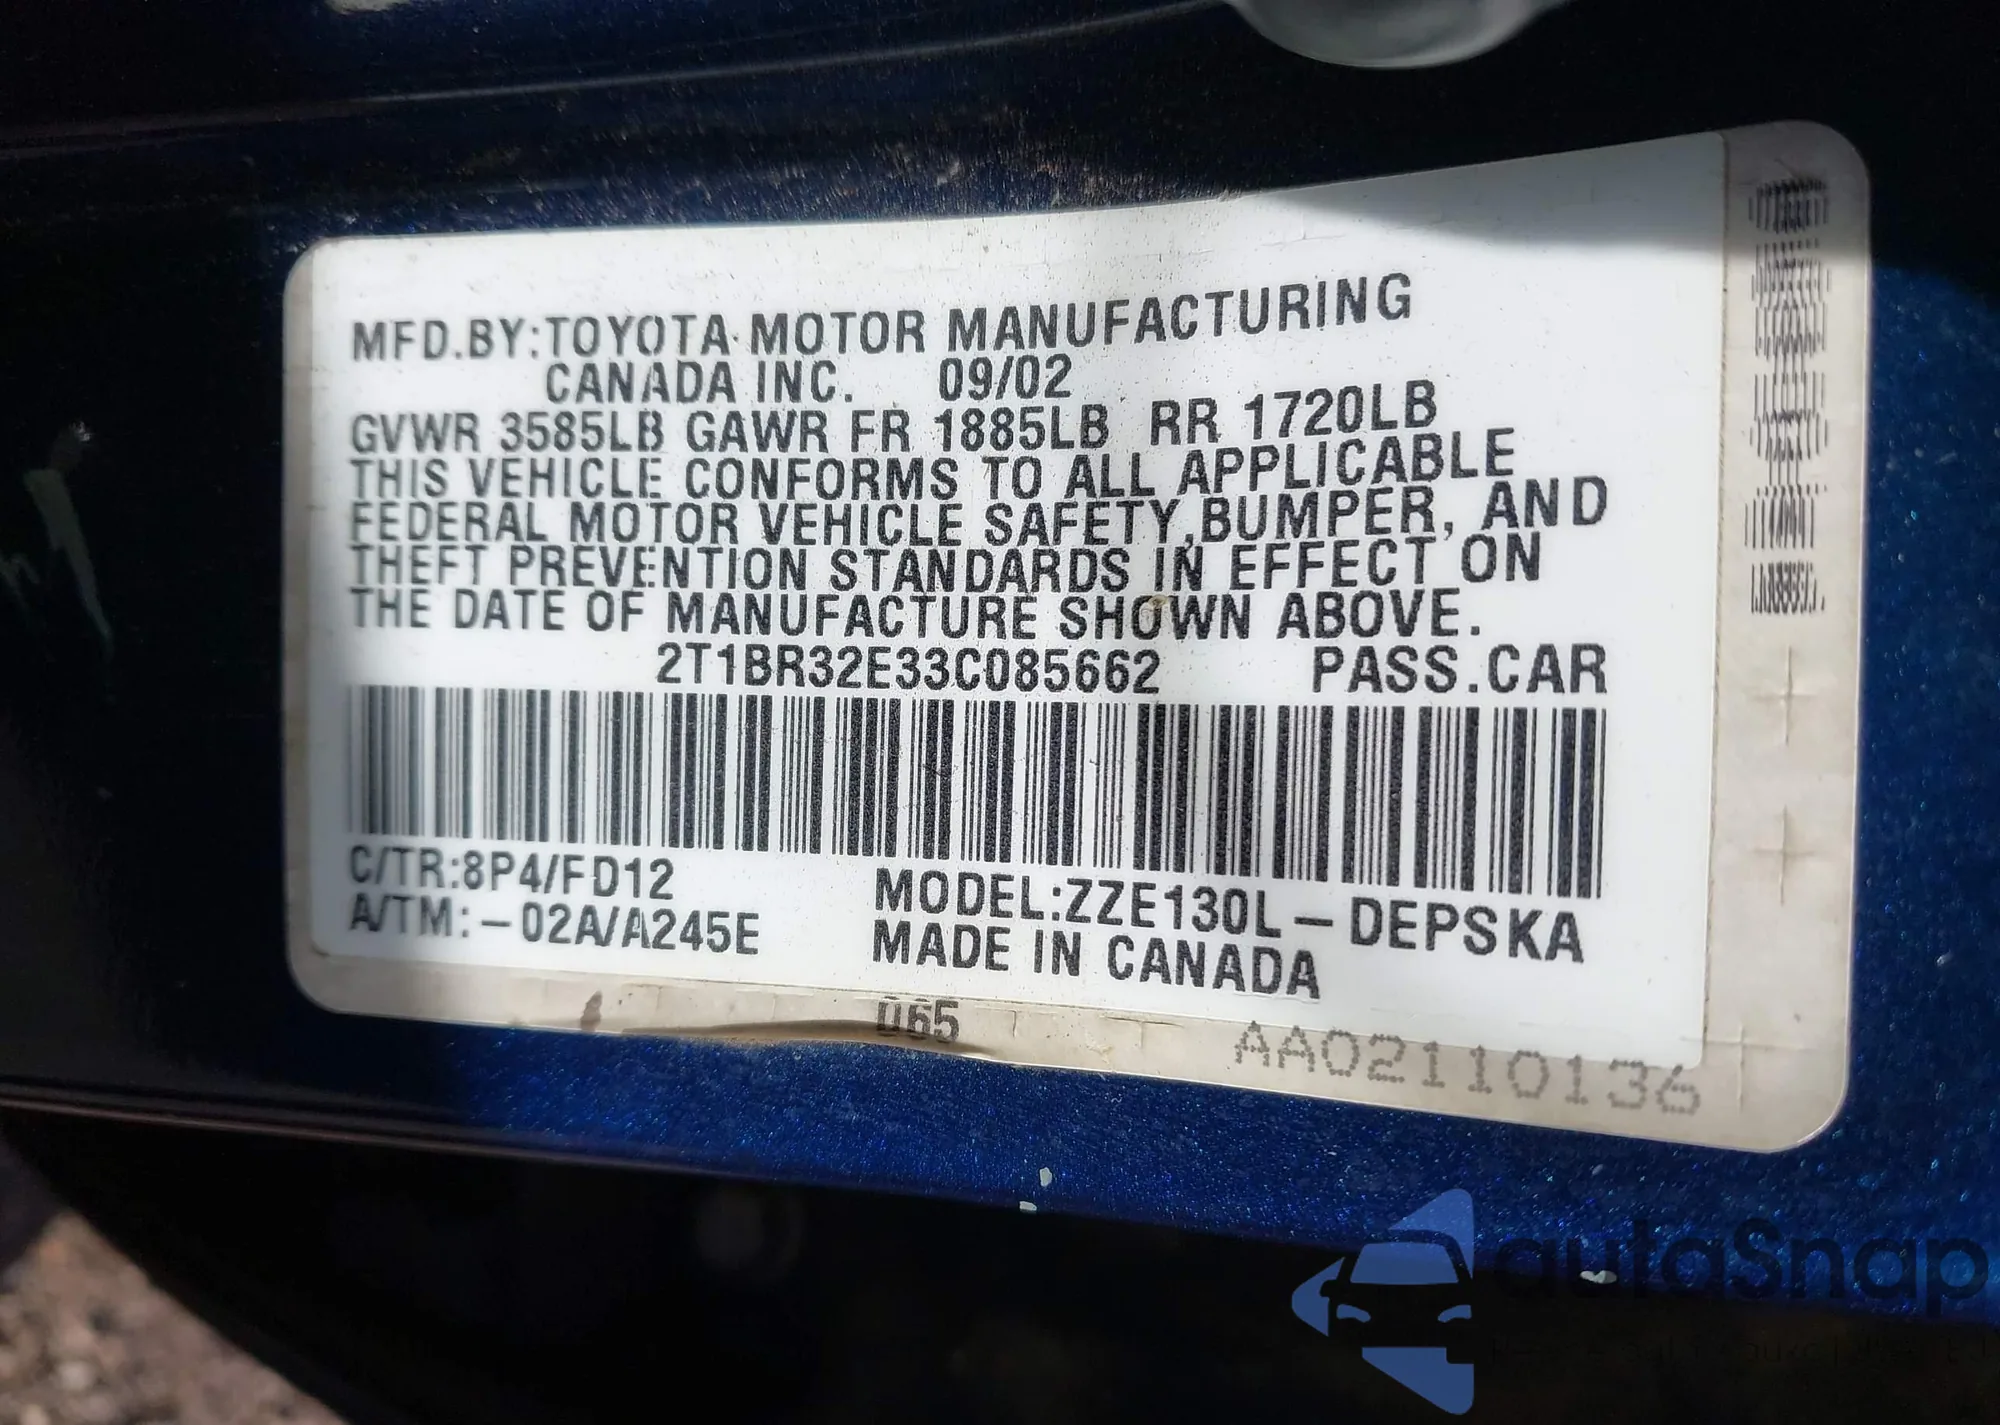 MFD.BY:TOYOTA MOTOR MANUFACTURING
CANADA INC. 09/02
GVWR 3585LB GAWR FR 1885LB RR 1720LB
THIS VEHICLE CONFORMS TO ALL APPLICABLE
FEDERAL MOTOR VEHICLE SAFETY,BUMPER, AND
THEFT PREVENTION STANDARDS IN EFFECT ON
THE DATE OF MANUFACTURE SHOWN ABOVE.
2T1BR32E33C085662 PASS.CAR
C/TR:8P4/FD12
A/TM:-02A/A245E
MODEL:ZZE130L-DEPSKA
MADE IN CANADA
065
AA02110136
autoSnap